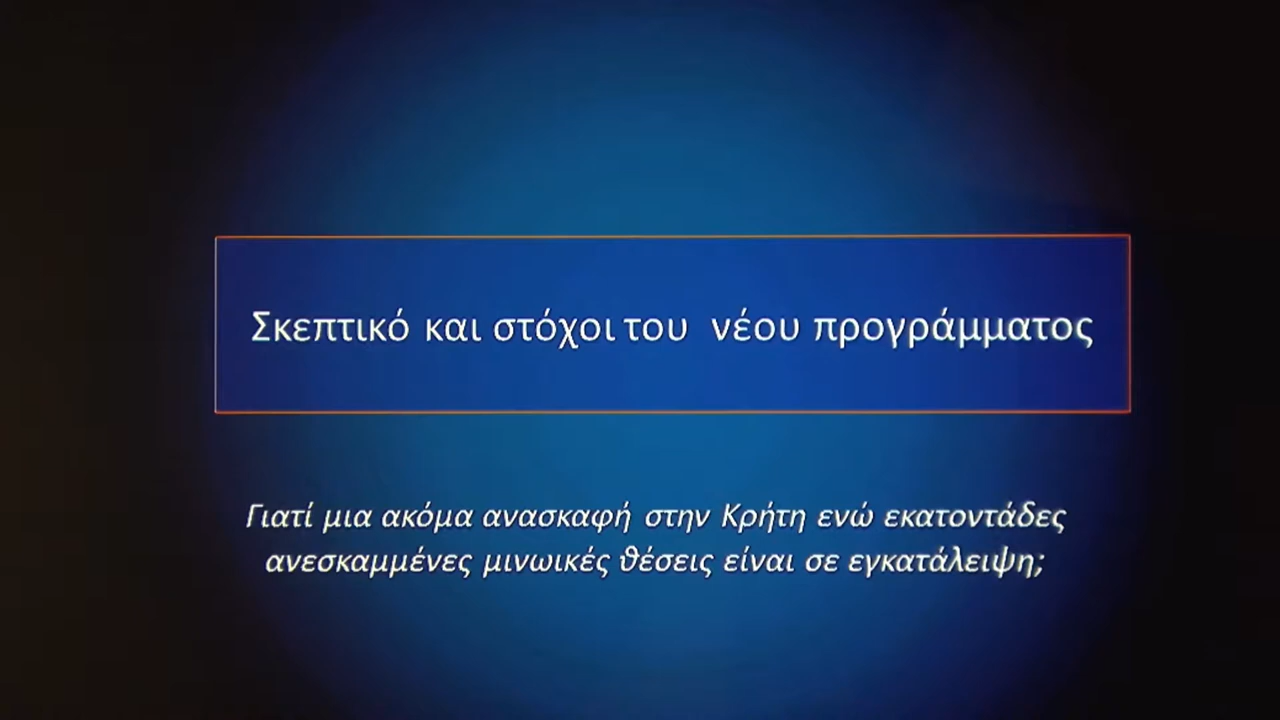 Σκεπτικό και στόχοι του νέου προγράμματος
Γιατί μια ακόμα ανασκαφή στην Κρήτη ενώ εκατοντάδες
ανεσκαμμένες μινωικές θέσεις είναι σε εγκατάλειψη;